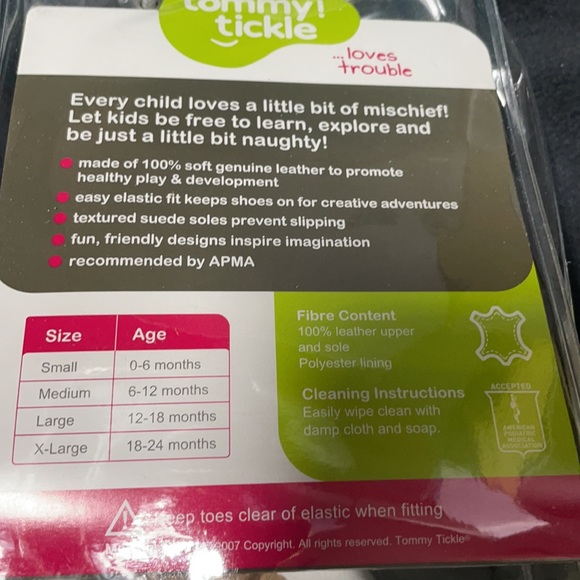 tommy!
tickle
...loves
trouble
Every child loves a little bit of mischief!
Let kids be free to learn, explore and
be just a little bit naughty!
made of 100% soft genuine leather to promote
healthy play & development
easy elastic fit keeps shoes on for creative adventures
textured suede soles prevent slipping
fun, friendly designs inspire imagination
recommended by APMA
Size Age
Small 0-6 months
Medium 6-12 months
Large 12-18 months
X-Large 18-24 months
Fibre Content
100% leather upper
and sole
Polyester lining
Cleaning Instructions
Easily wipe clean with
damp cloth and soap.
ACCEPTED
AMERICAN
PODIATRIC
MEDICAL
ASSOCIATION
toes clear of elastic when fitting
Copyright. All rights reserved. Tommy Tickle®